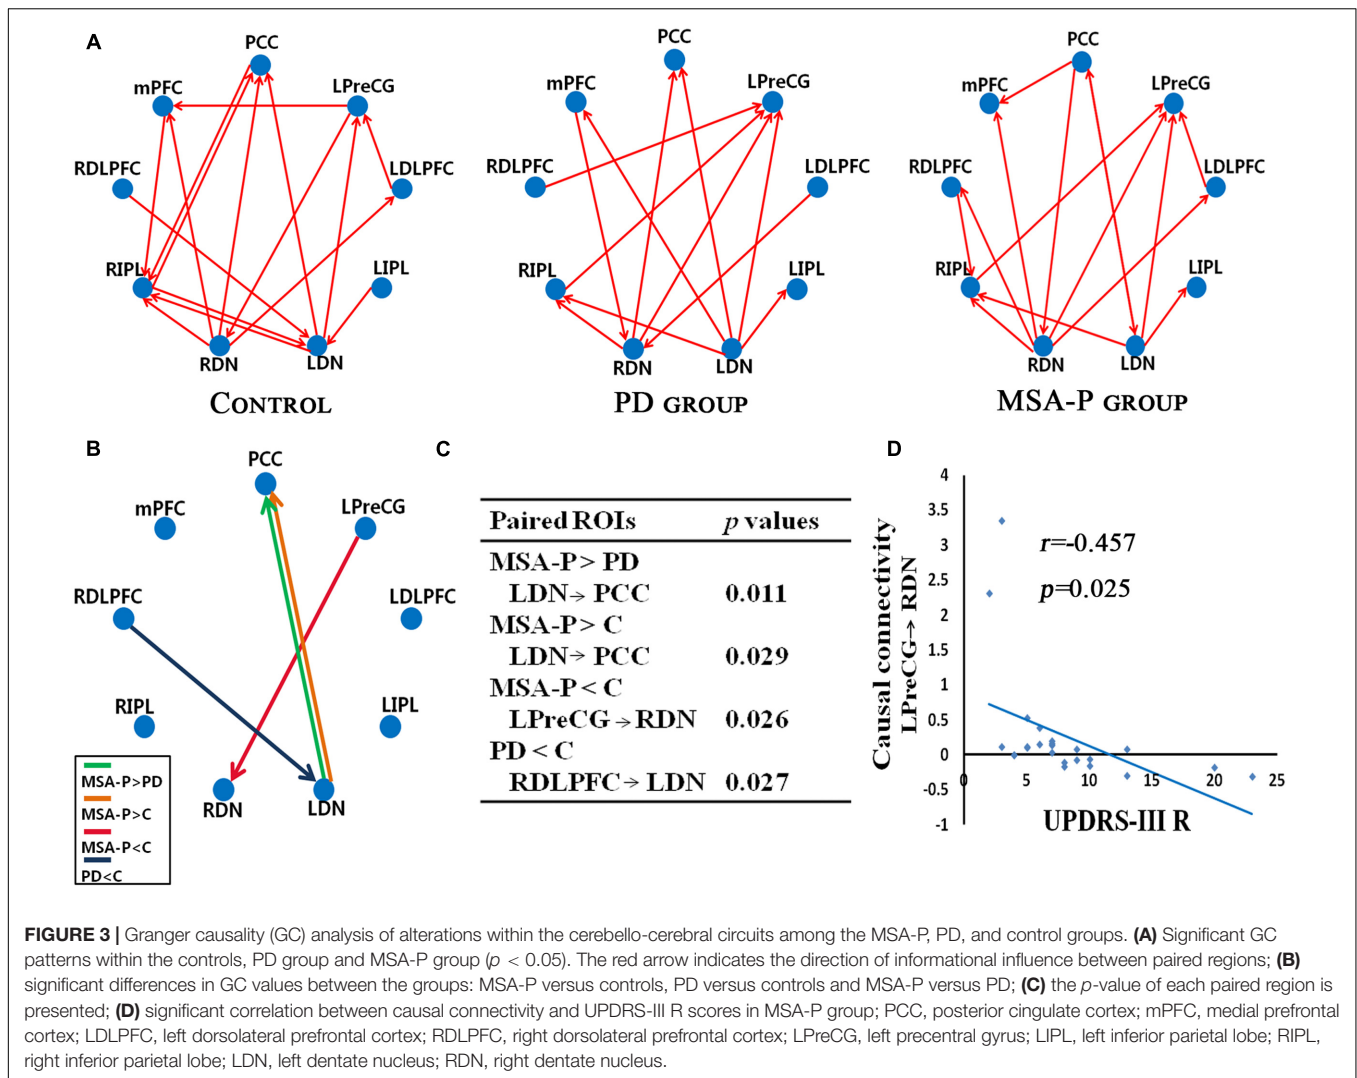 A
PCC
mPFC
LPreCG
RDLPFC
LDLPFC
RIPL
LIPL
RDN
LDN
CONTROL
PCC
mPFC
LPreCG
RDLPFC
LDLPFC
RIPL
LIPL
RDN
LDN
PD GROUP
PCC
mPFC
LPreCG
RDLPFC
LDLPFC
RIPL
LIPL
RDN
LDN
MSA-P GROUP
B
PCC
mPFC
LPreCG
RDLPFC
LDLPFC
RIPL
LIPL
RDN
LDN
MSA-P>PD
MSA-P>C
MSA-P<C
PD<C
C
Paired ROIs p values
MSA-P> PD
LDN→ PCC 0.011
MSA-P> C
LDN→ PCC 0.029
MSA-P < C
LPreCG → RDN 0.026
PD < C
RDLPFC→ LDN 0.027
D
Causal connectivity
LPreCG→ RDN
4
3.5
3
2.5
2
1.5
1
0.5
0
-0.5
-1
r=-0.457
p=0.025
0 5 10 15 20 25
UPDRS-III R
FIGURE 3 | Granger causality (GC) analysis of alterations within the cerebello-cerebral circuits among the MSA-P, PD, and control groups. (A) Significant GC
patterns within the controls, PD group and MSA-P group (p < 0.05). The red arrow indicates the direction of informational influence between paired regions; (B)
significant differences in GC values between the groups: MSA-P versus controls, PD versus controls and MSA-P versus PD; (C) the p-value of each paired region is
presented; (D) significant correlation between causal connectivity and UPDRS-III R scores in MSA-P group; PCC, posterior cingulate cortex; mPFC, medial prefrontal
cortex; LDLPFC, left dorsolateral prefrontal cortex; RDLPFC, right dorsolateral prefrontal cortex; LPreCG, left precentral gyrus; LIPL, left inferior parietal lobe; RIPL,
right inferior parietal lobe; LDN, left dentate nucleus; RDN, right dentate nucleus.